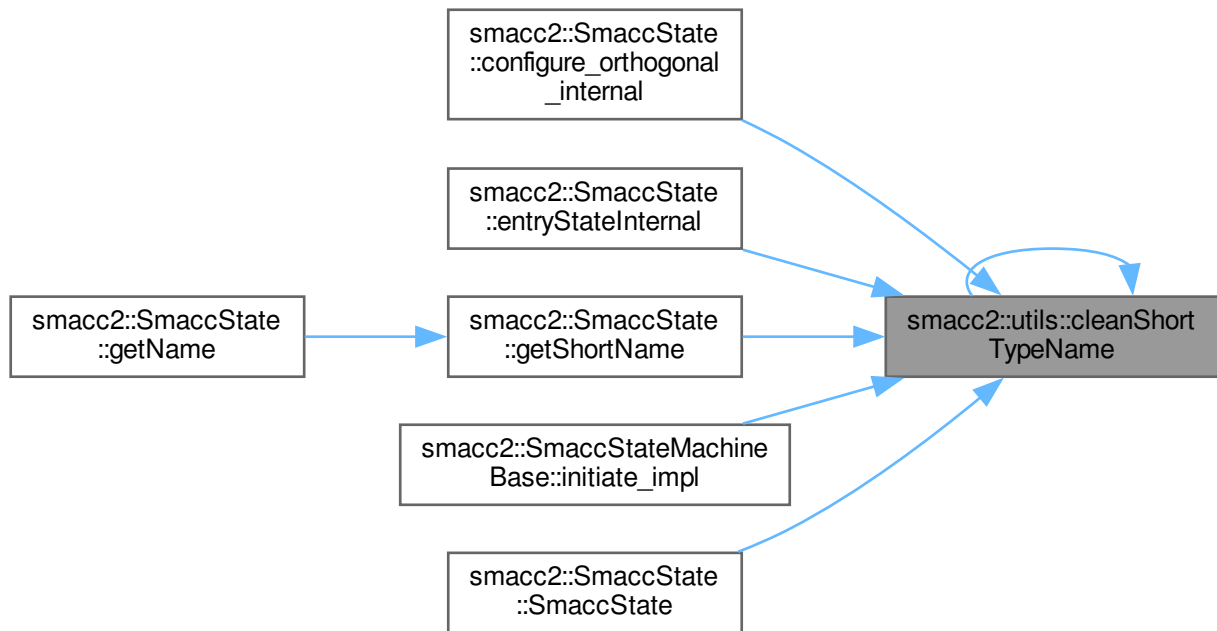 smacc2::SmaccState
::configure_orthogonal
_internal
smacc2::SmaccState
::entryStateInternal
smacc2::SmaccState
::getName
smacc2::SmaccState
::getShortName
smacc2::utils::cleanShort
TypeName
smacc2::SmaccStateMachine
Base::initiate_impl
smacc2::SmaccState
::SmaccState